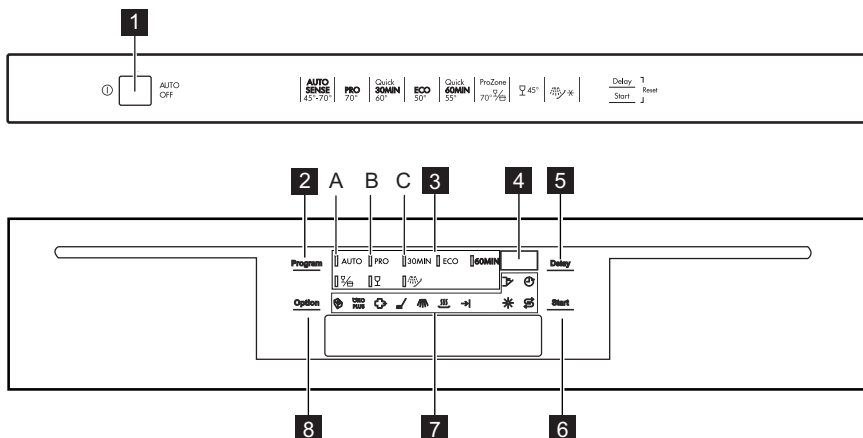 1
AUTO OFF
AUTO SENSE 45°-70°
PRO 70°
Quick 30MIN 60°
ECO 50°
Quick 60MIN 55°
ProZone 70°
45°
Delay
Start
Reset
2 A B C 3 4 5
Program AUTO PRO 30MIN ECO 60MIN Delay
Option Start
8 7 6